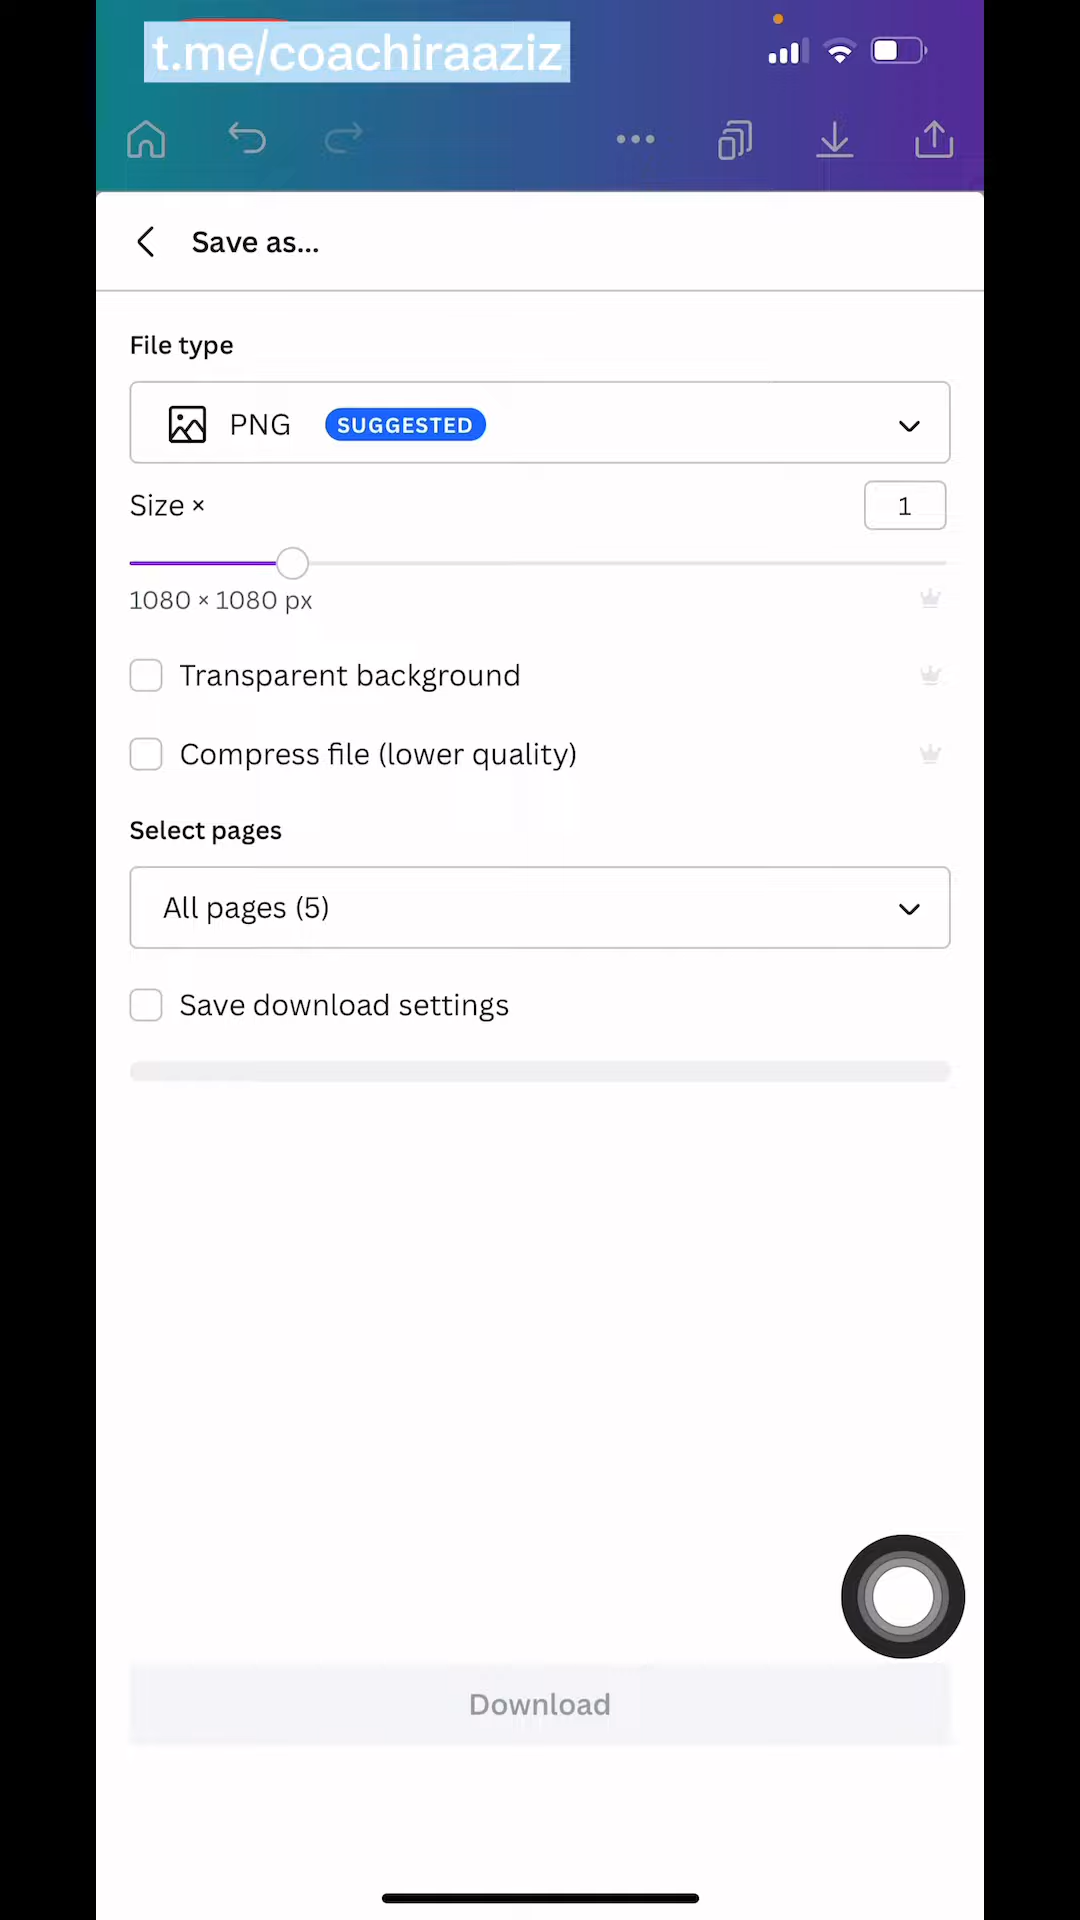 t.me/coachiraaziz
Save as...
File type
PNG SUGGESTED
Size × 1
1080 × 1080 px
Transparent background
Compress file (lower quality)
Select pages
All pages (5)
Save download settings
Download